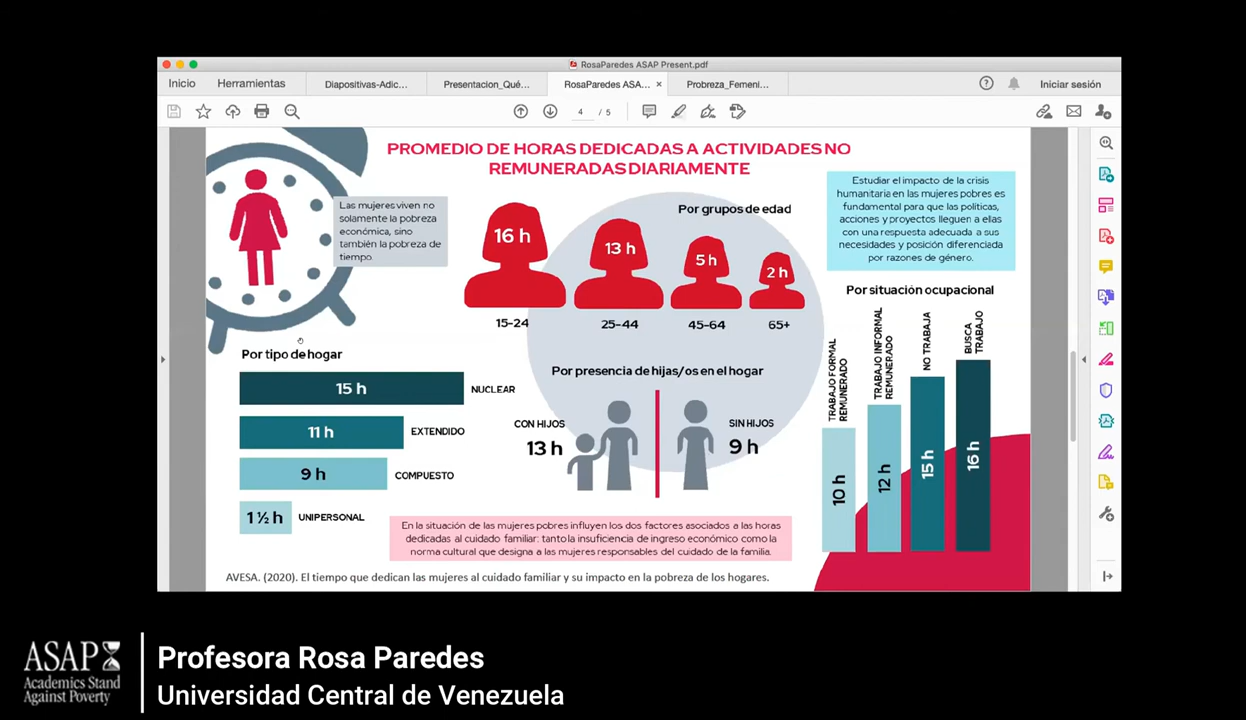 RosaParedes ASAP Present.pdf
Inicio
Herramientas
Diapositivas-Adic...
Presentacion_Qué...
RosaParedes ASA... ×
Probreza_Femeni...
?
Iniciar sesión
4 / 5
PROMEDIO DE HORAS DEDICADAS A ACTIVIDADES NO
REMUNERADAS DIARIAMENTE
Las mujeres viven no
solamente la pobreza
económica, sino
también la pobreza de
tiempo.
Por grupos de edad
16 h
13 h
5 h
2 h
15-24
25-44
45-64
65+
Estudiar el impacto de la crisis
humanitaria en las mujeres pobres es
fundamental para que las políticas,
acciones y proyectos lleguen a ellas
con una respuesta adecuada a sus
necesidades y posición diferenciada
por razones de género.
Por tipo de hogar
15 h
NUCLEAR
11 h
EXTENDIDO
9 h
COMPUESTO
1 ½ h
UNIPERSONAL
Por presencia de hijas/os en el hogar
CON HIJOS
13 h
SIN HIJOS
9 h
Por situación ocupacional
TRABAJO FORMAL
REMUNERADO
TRABAJO INFORMAL
REMUNERADO
NO TRABAJA
BUSCA
TRABAJO
10 h
12 h
15 h
16 h
En la situación de las mujeres pobres influyen los dos factores asociados a las horas
dedicadas al cuidado familiar: tanto la insuficiencia de ingreso económico como la
norma cultural que designa a las mujeres responsables del cuidado de la familia.
AVESA. (2020). El tiempo que dedican las mujeres al cuidado familiar y su impacto en la pobreza de los hogares.
ASAP
Academics Stand
Against Poverty
Profesora Rosa Paredes
Universidad Central de Venezuela